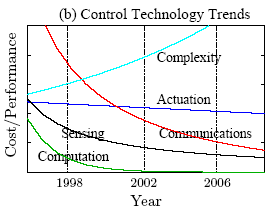 (b) Control Technology Trends
Cost/Performance
Complexity
Actuation
Sensing
Communications
Computation
1998
2002
2006
Year